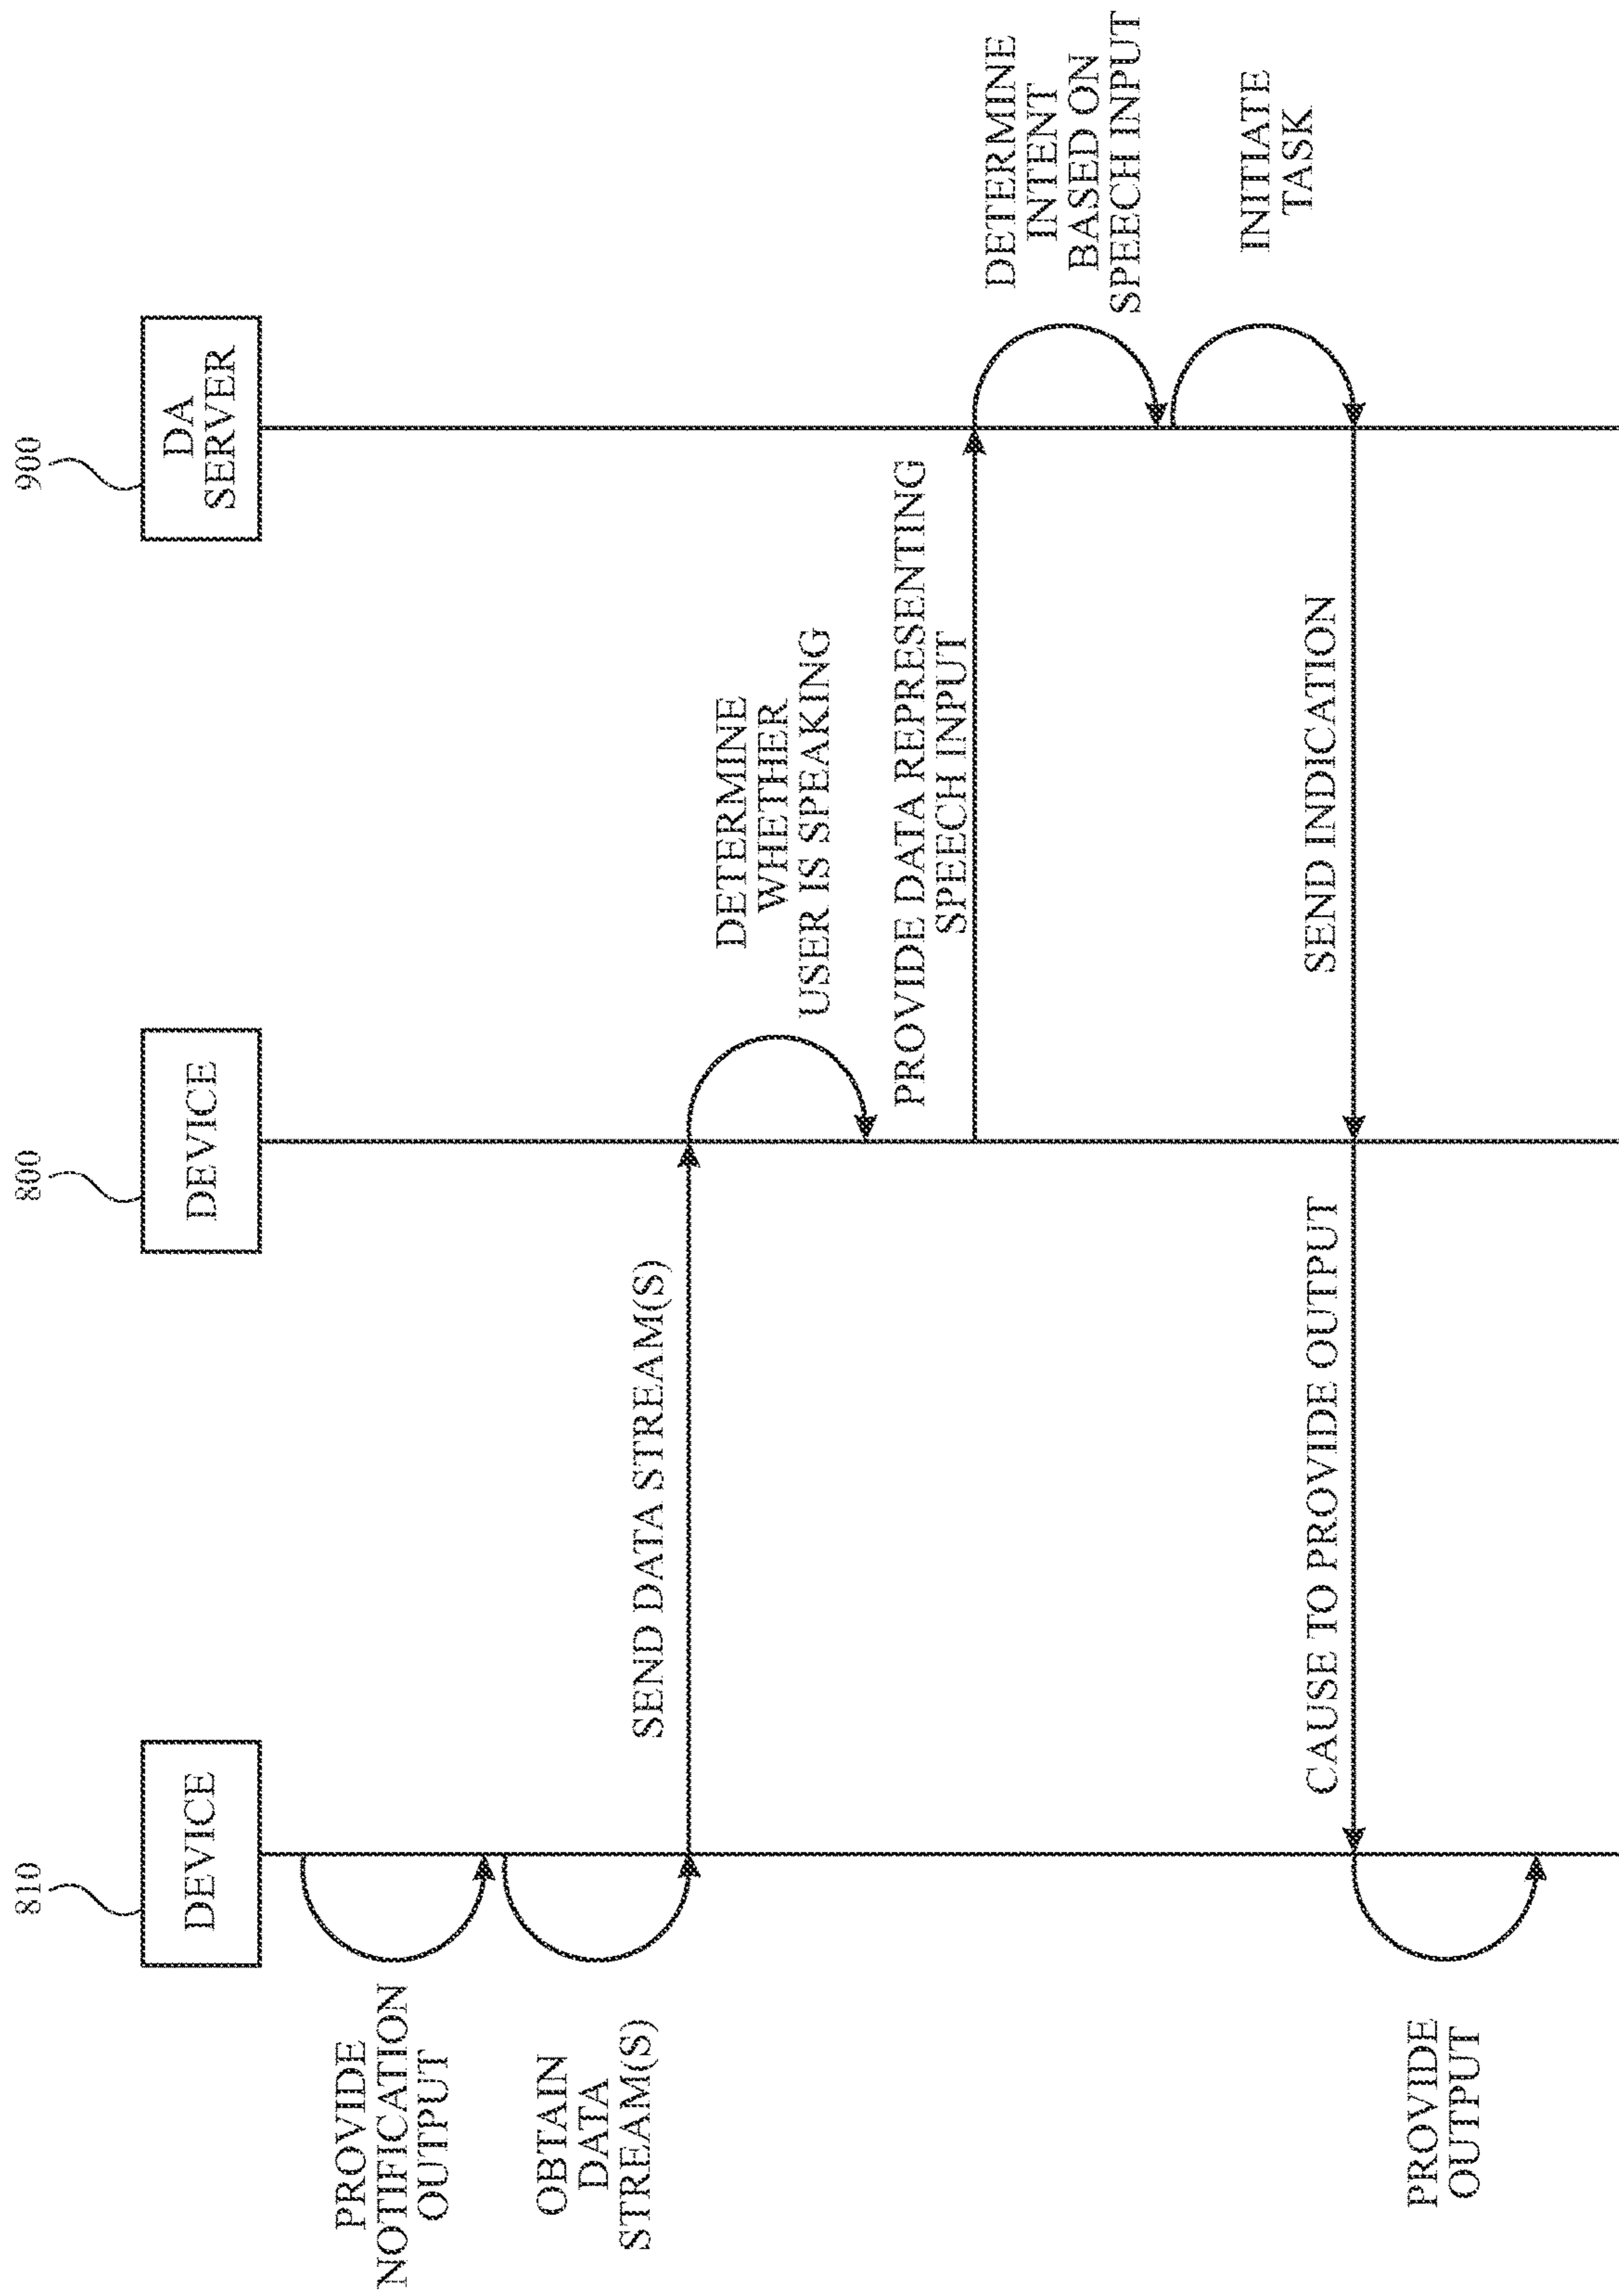 810
DEVICE
800
DEVICE
900
DA
SERVER
PROVIDE
NOTIFICATION
OUTPUT
OBTAIN
DATA
STREAM(S)
SEND DATA STREAM(S)
DETERMINE
WHETHER
USER IS SPEAKING
PROVIDE DATA REPRESENTING
SPEECH INPUT
DETERMINE
INTENT
BASED ON
SPEECH INPUT
INITIATE
TASK
SEND INDICATION
CAUSE TO PROVIDE OUTPUT
PROVIDE
OUTPUT